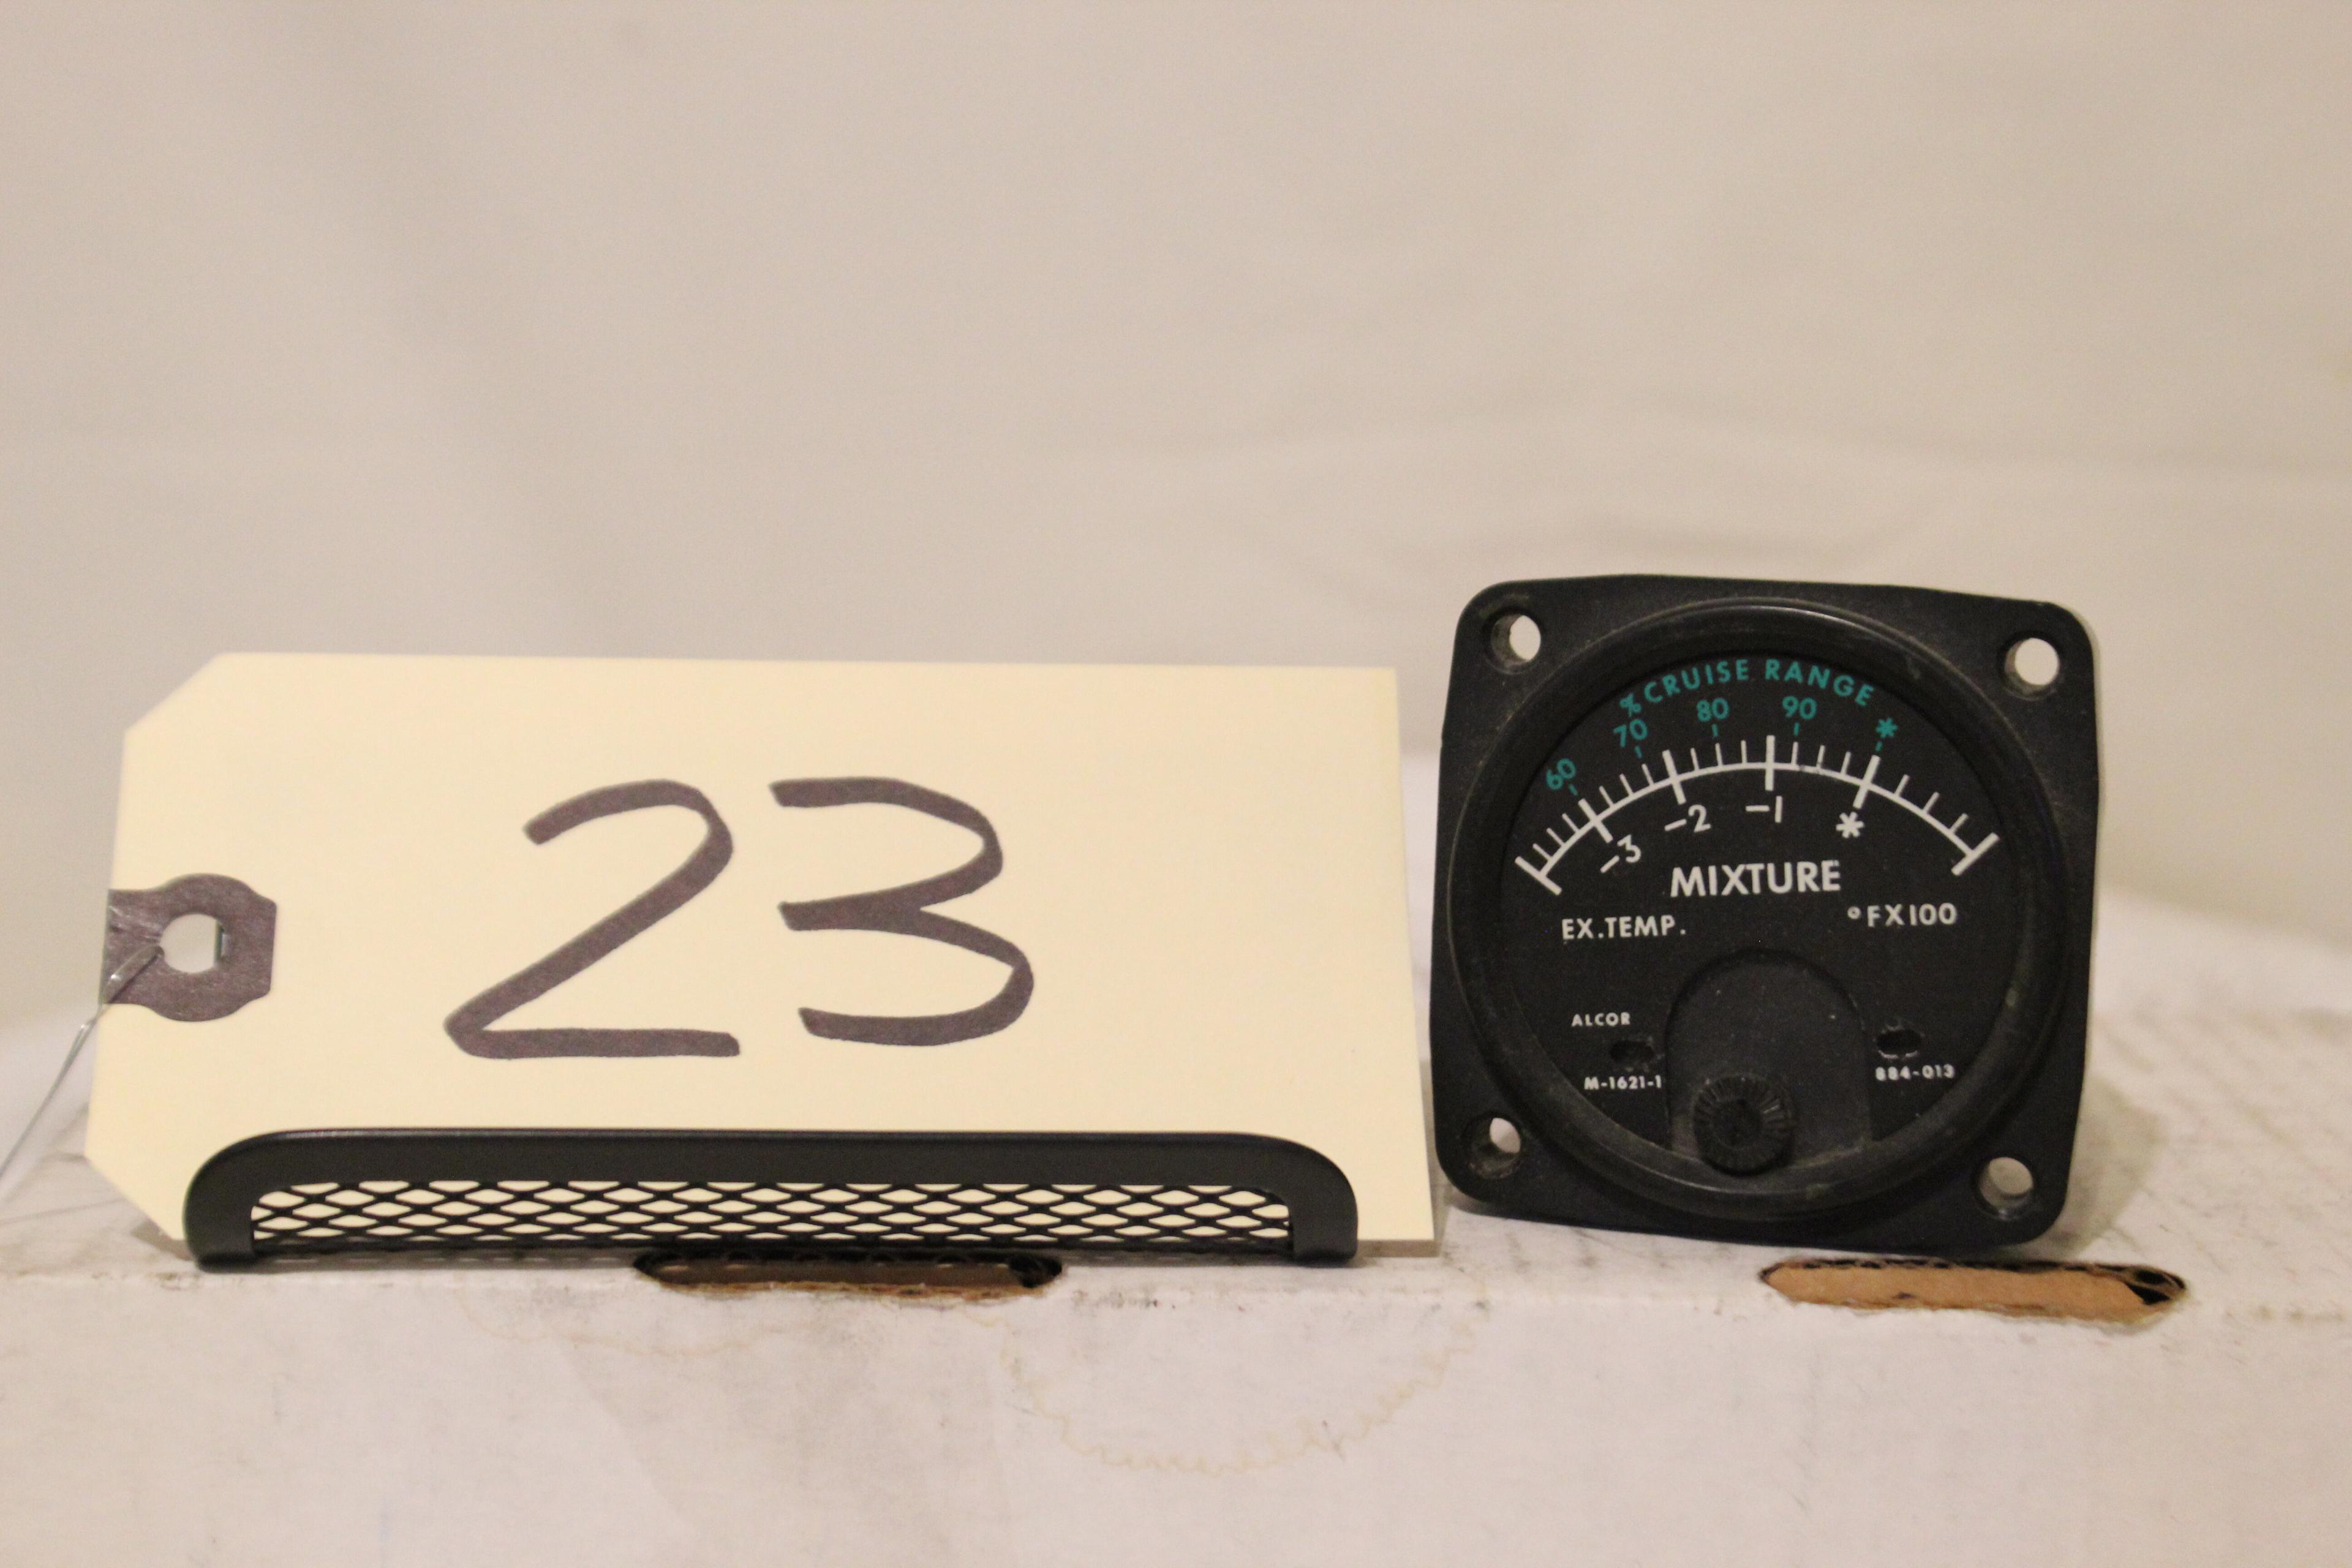 23
% CRUISE RANGE
60 70 80 90 *
-3 -2 -1 *
MIXTURE
EX.TEMP. °FX100
ALCOR
M-1621-1 884-013